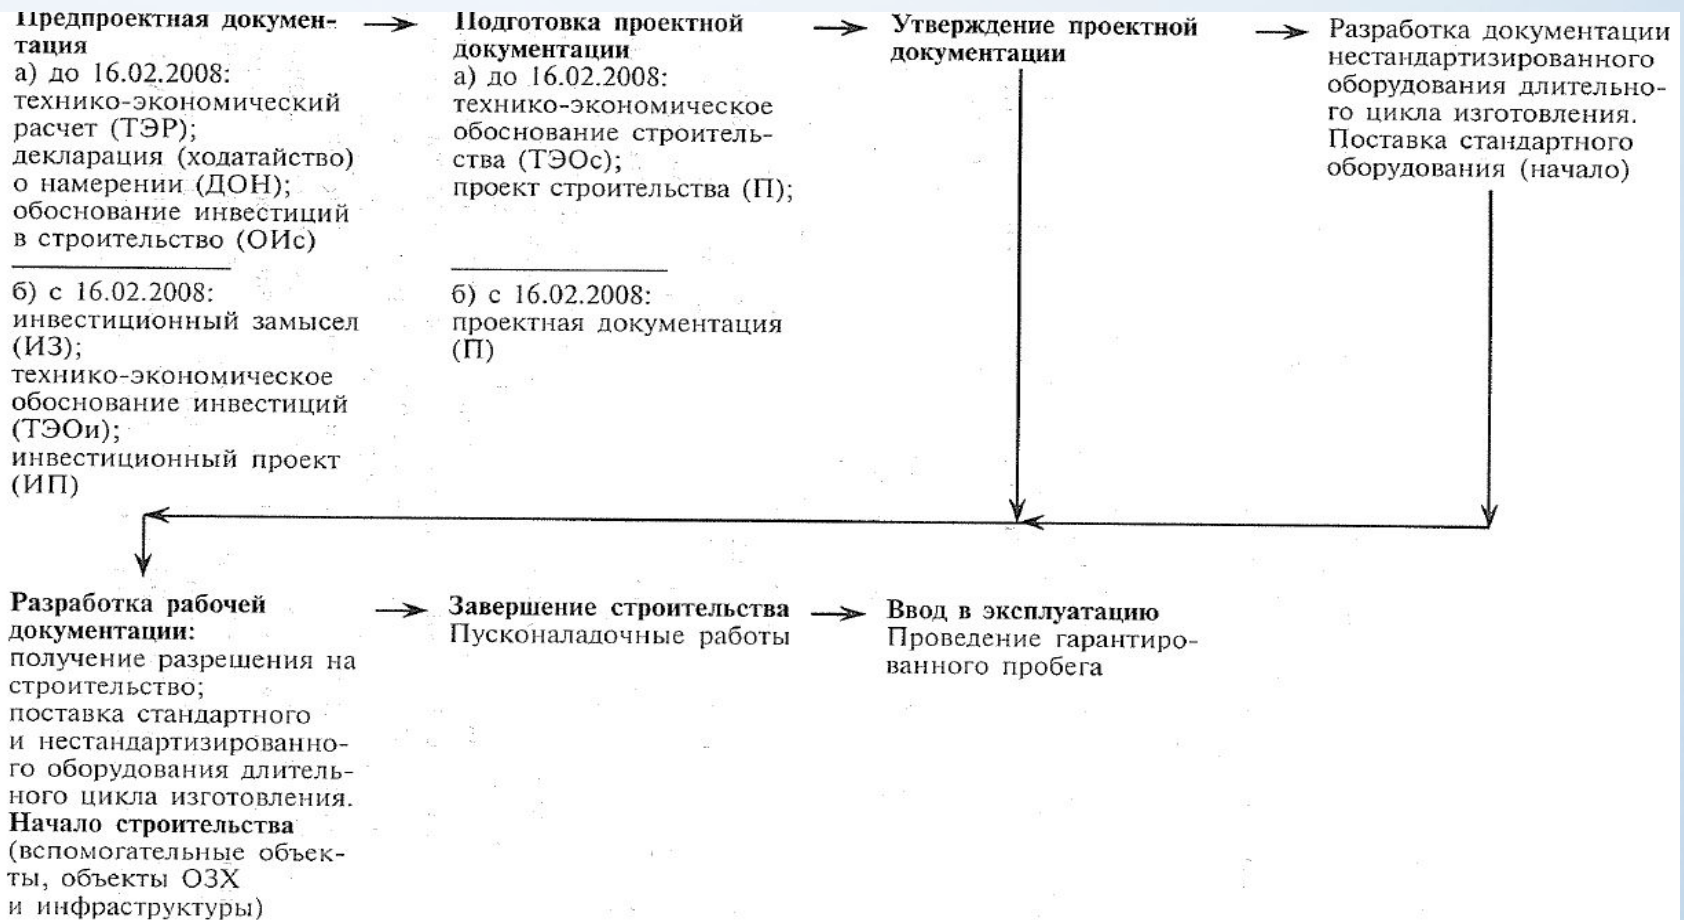 Предпроектная докумен-
тация
а) до 16.02.2008:
технико-экономический
расчет (ТЭР);
декларация (ходатайство)
о намерении (ДОН);
обоснование инвестиций
в строительство (ОИс)
б) с 16.02.2008:
инвестиционный замысел
(ИЗ);
технико-экономическое
обоснование инвестиций
(ТЭОи);
инвестиционный проект
(ИП)
Подготовка проектной
документации
а) до 16.02.2008:
технико-экономическое
обоснование строитель-
ства (ТЭОс);
проект строительства (П);
б) с 16.02.2008:
проектная документация
(П)
Утверждение проектной
документации
Разработка документации
нестандартизированного
оборудования длительно-
го цикла изготовления.
Поставка стандартного
оборудования (начало)
Разработка рабочей
документации:
получение разрешения на
строительство;
поставка стандартного
и нестандартизированно-
го оборудования длитель-
ного цикла изготовления.
Начало строительства
(вспомогательные объек-
ты, объекты ОЗХ
и инфраструктуры)
Завершение строительства
Пусконаладочные работы
Ввод в эксплуатацию
Проведение гарантиро-
ванного пробега